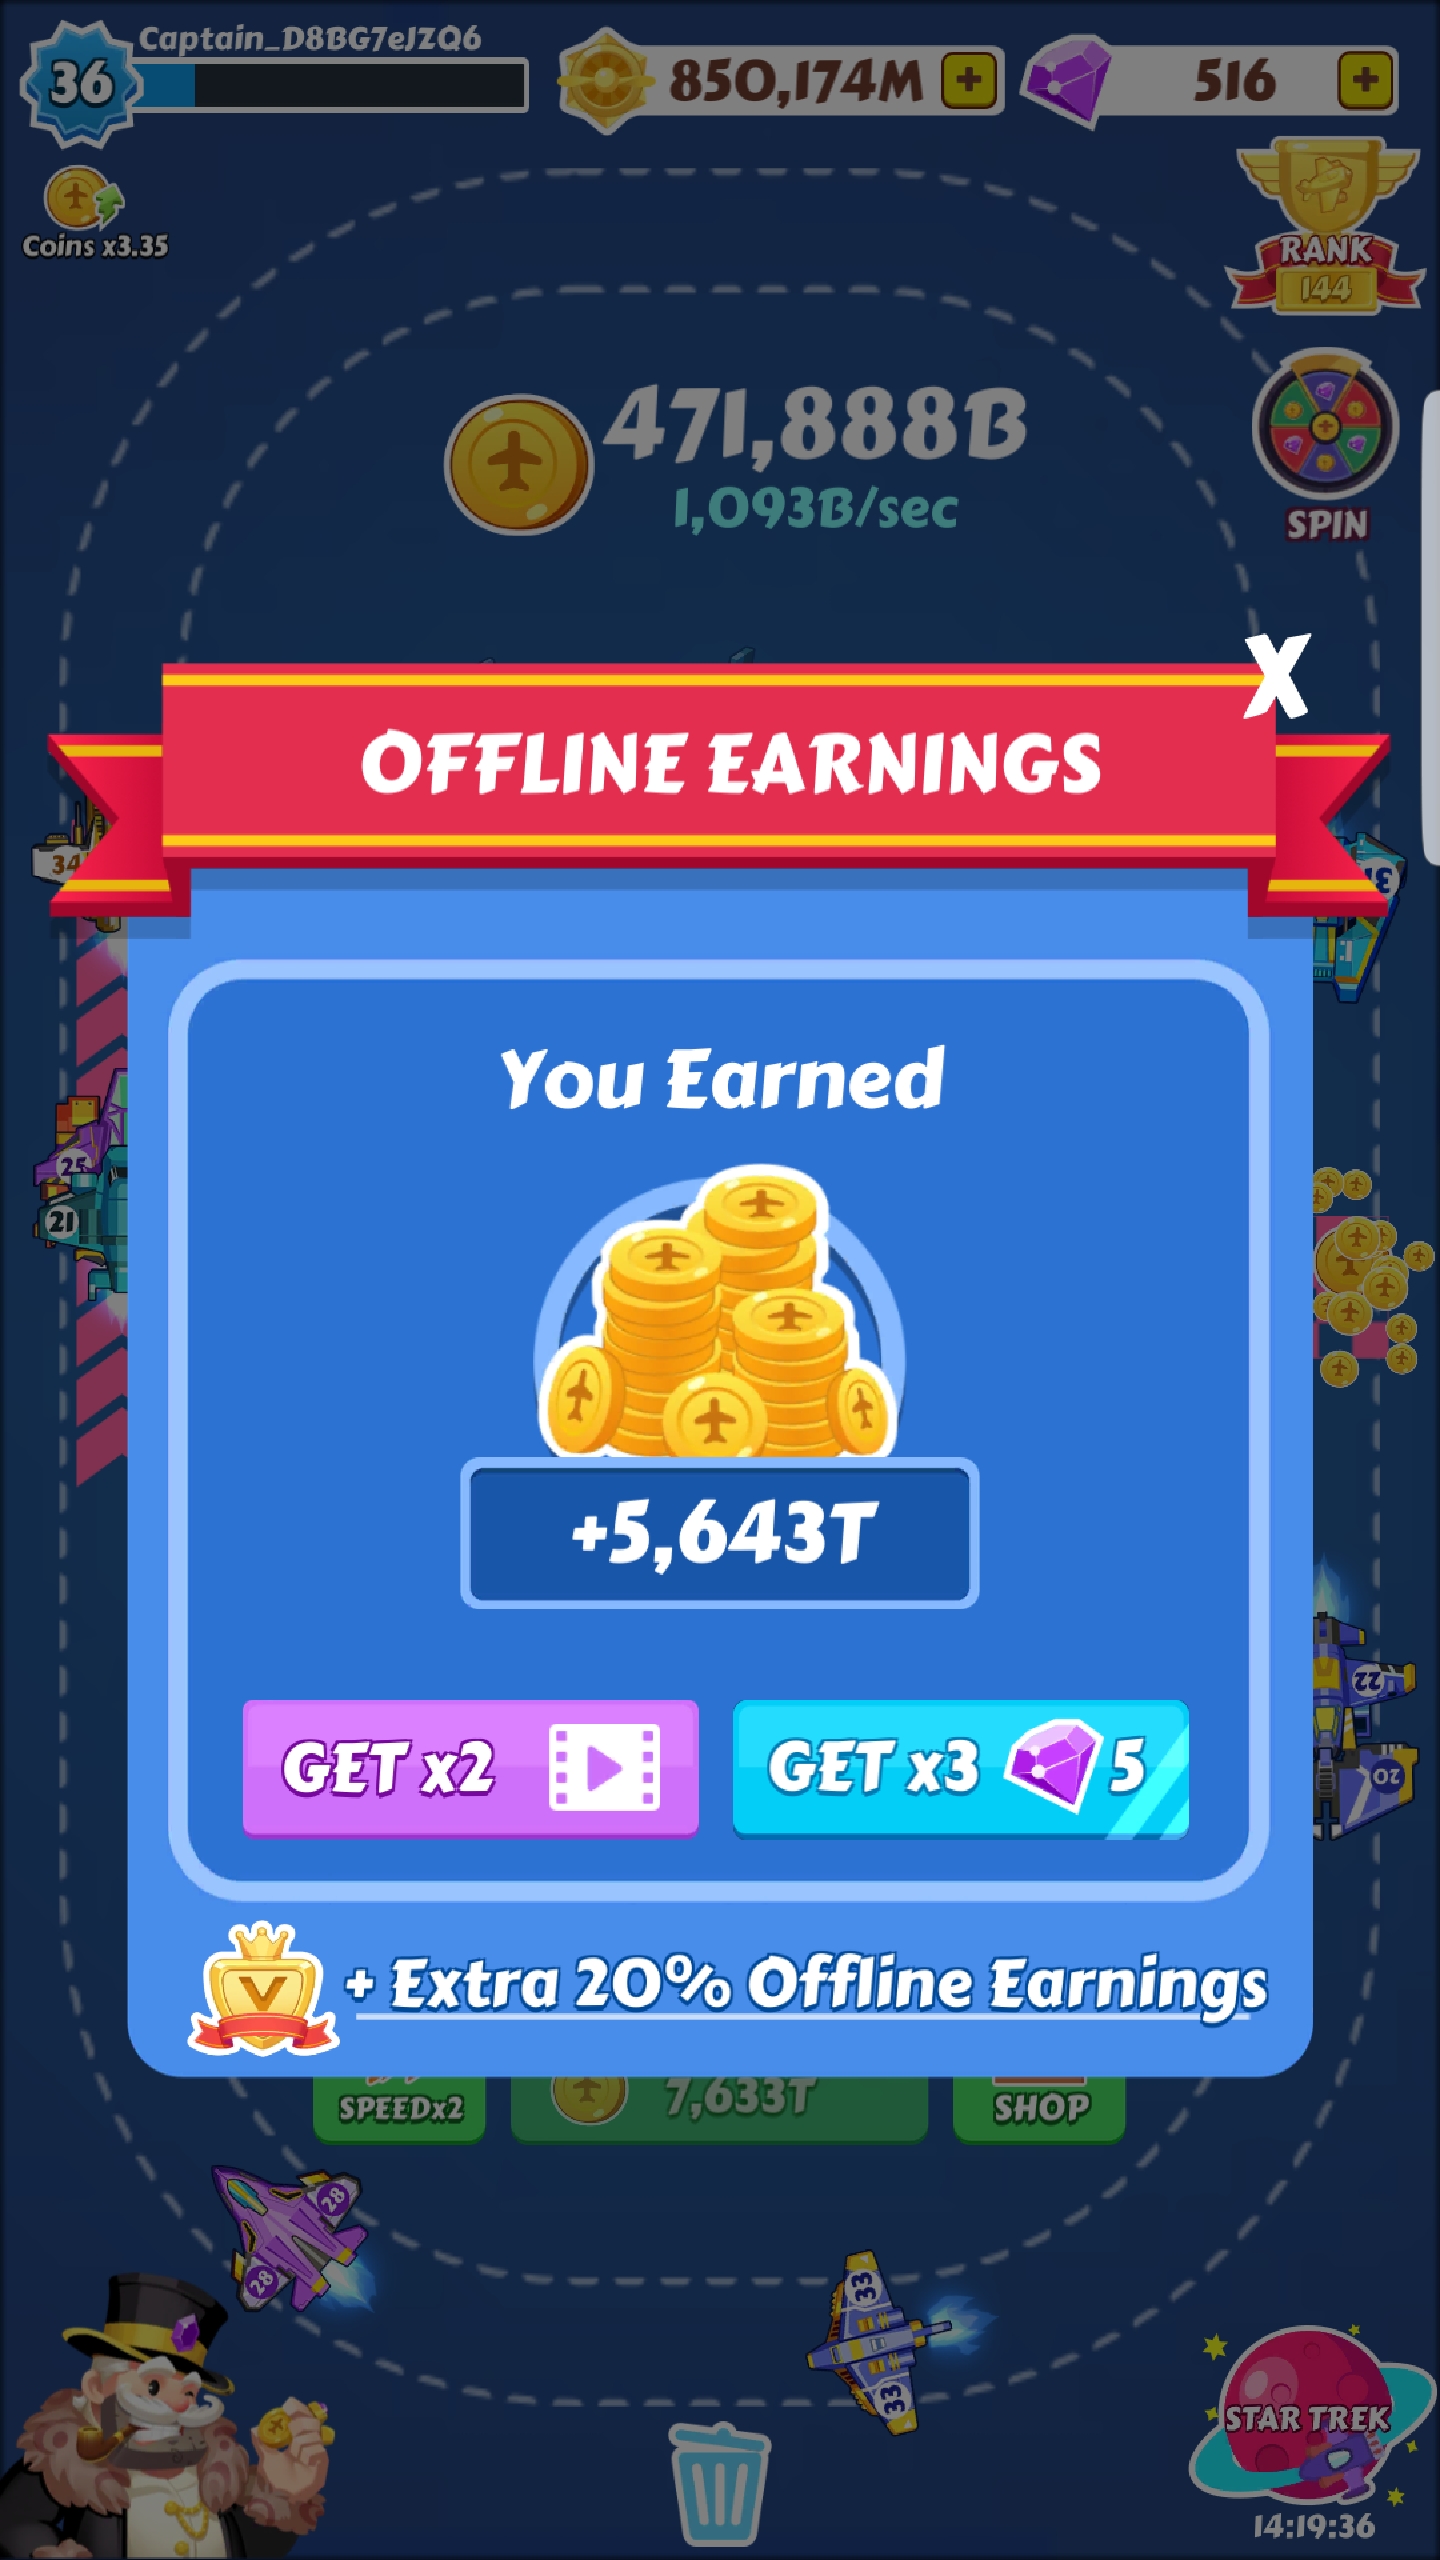 Captain_D8BG7eJZQ6
36
850,174M
+
516
+
Coins x3.35
RANK
144
471,888B
1,093B/sec
SPIN
X
OFFLINE EARNINGS
34
31
You Earned
25
21
+5,643T
22
GET x2
GET x3
5
20
V
+ Extra 20% Offline Earnings
SPEEDx2
7,633T
SHOP
28
28
33
33
STAR TREK
14:19:36